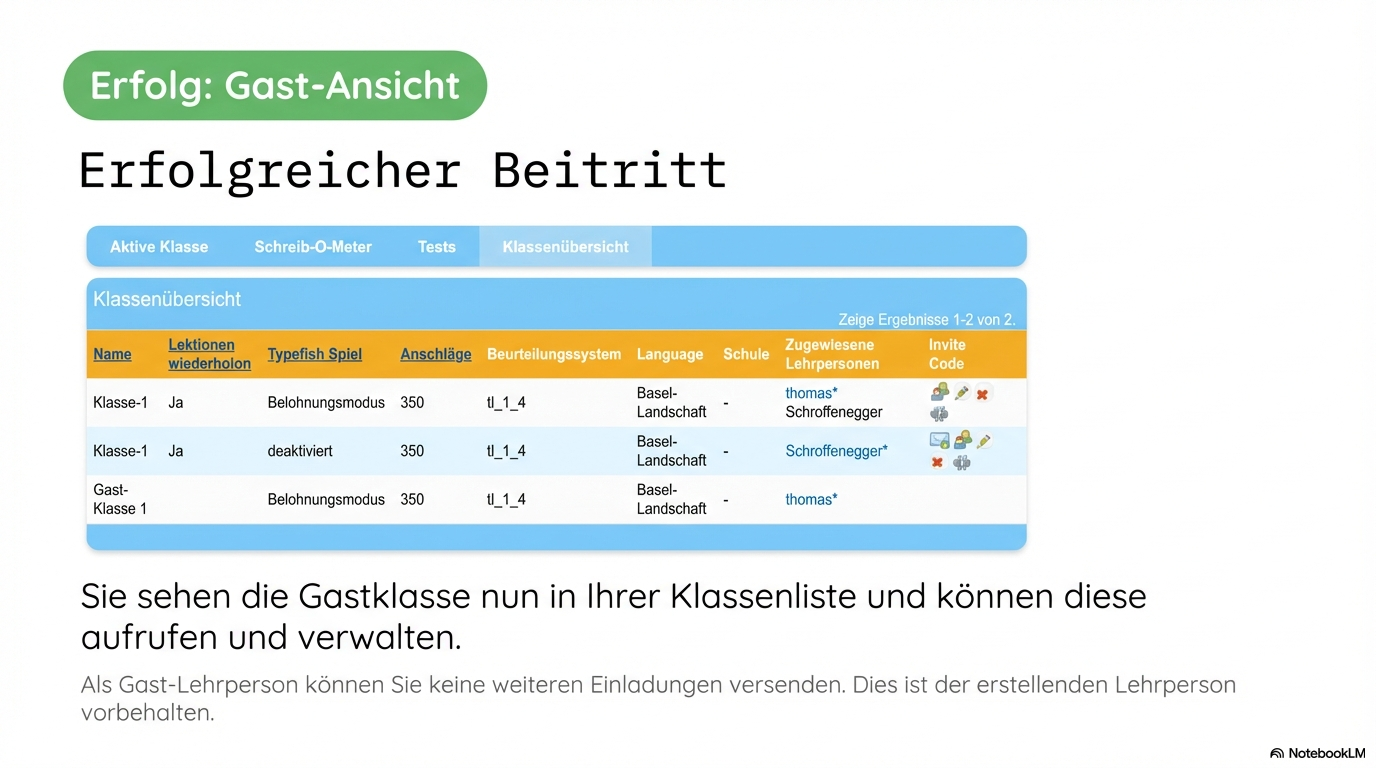 Erfolg: Gast-Ansicht
Erfolgreicher Beitritt
Aktive Klasse Schreib-O-Meter Tests Klassenübersicht
Klassenübersicht
Zeige Ergebnisse 1-2 von 2.
Name Lektionen wiederholon Typefish Spiel Anschläge Beurteilungssystem Language Schule Zugewiesene Lehrpersonen Invite Code
Klasse-1 Ja Belohnungsmodus 350 tl_1_4 Basel-Landschaft - thomas* Schroffenegger
Klasse-1 Ja deaktiviert 350 tl_1_4 Basel-Landschaft - Schroffenegger*
Gast-Klasse 1 Belohnungsmodus 350 tl_1_4 Basel-Landschaft - thomas*
Sie sehen die Gastklasse nun in Ihrer Klassenliste und können diese
aufrufen und verwalten.
Als Gast-Lehrperson können Sie keine weiteren Einladungen versenden. Dies ist der erstellenden Lehrperson
vorbehalten.
NotebookLM